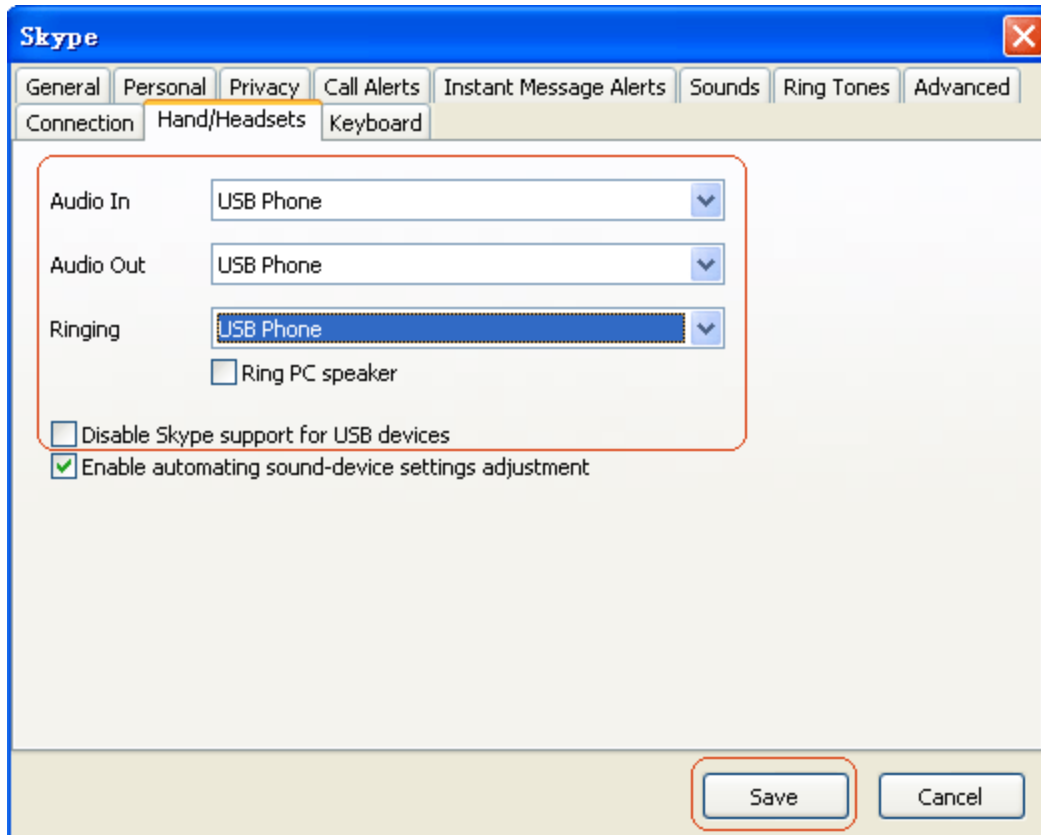 Skype
General Personal Privacy Call Alerts Instant Message Alerts Sounds Ring Tones Advanced
Connection Hand/Headsets Keyboard
Audio In USB Phone
Audio Out USB Phone
Ringing USB Phone
Ring PC speaker
Disable Skype support for USB devices
Enable automating sound-device settings adjustment
Save Cancel